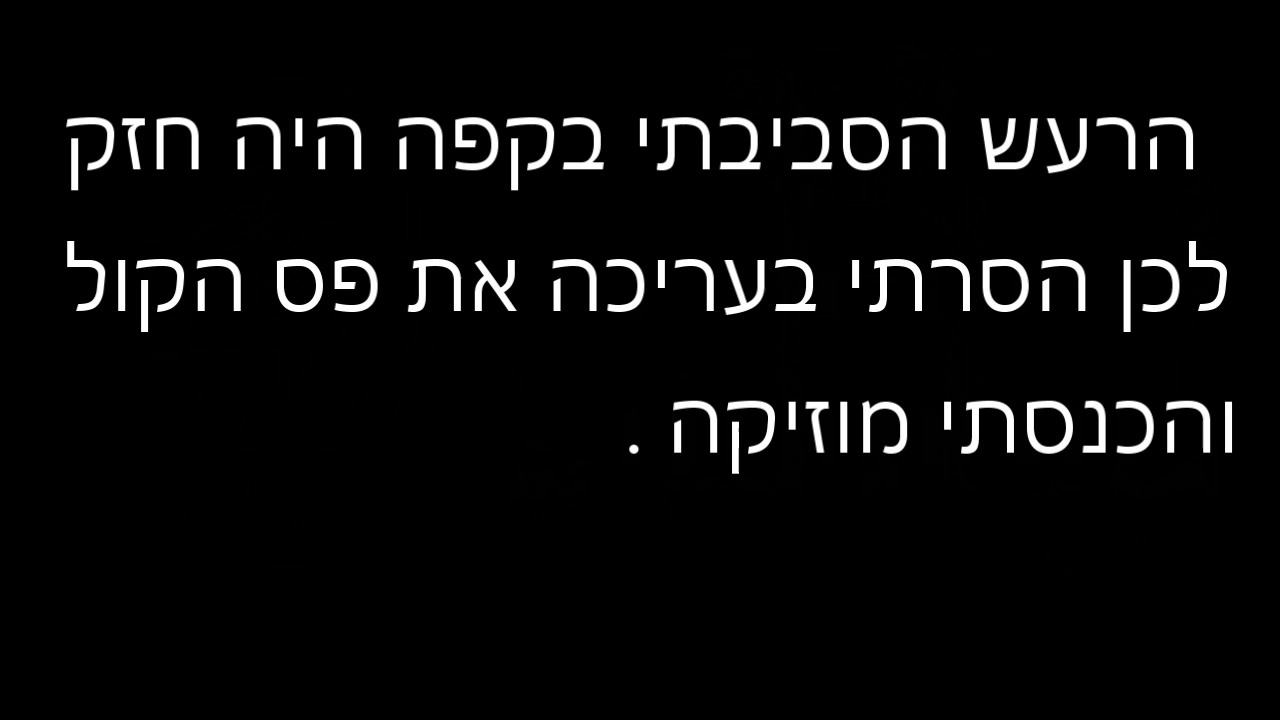 הרעש הסביבתי בקפה היה חזק
לכן הסרתי בעריכה את פס הקול
והכנסתי מוזיקה .